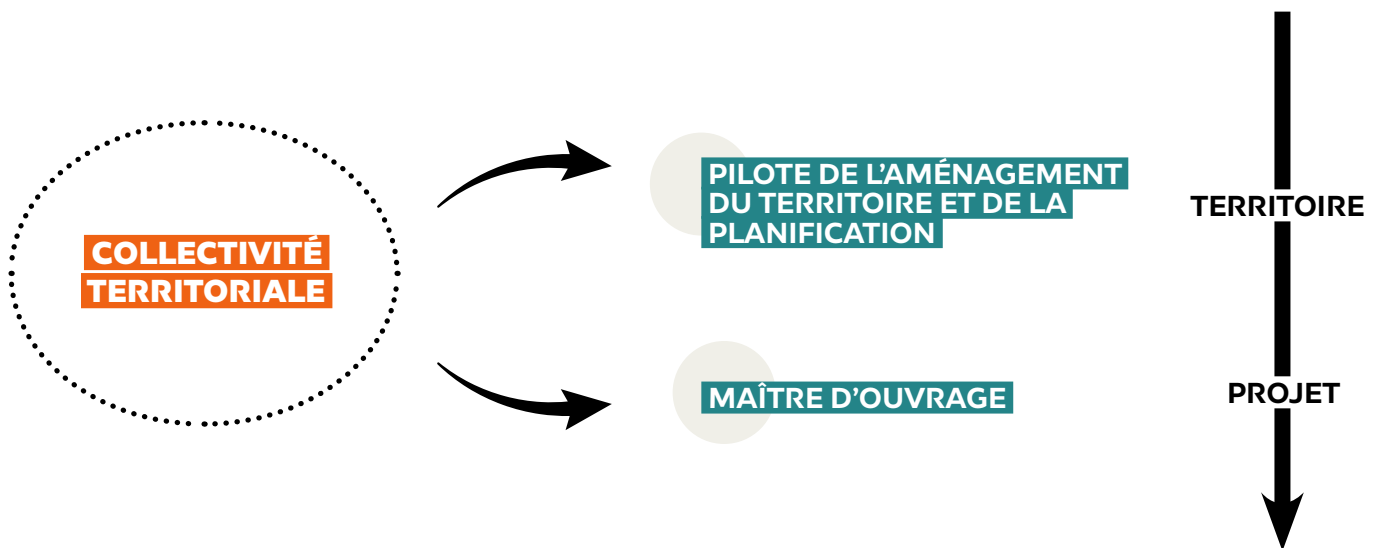 COLLECTIVITÉ
TERRITORIALE
PILOTE DE L’AMÉNAGEMENT
DU TERRITOIRE ET DE LA
PLANIFICATION
TERRITOIRE
MAÎTRE D’OUVRAGE
PROJET